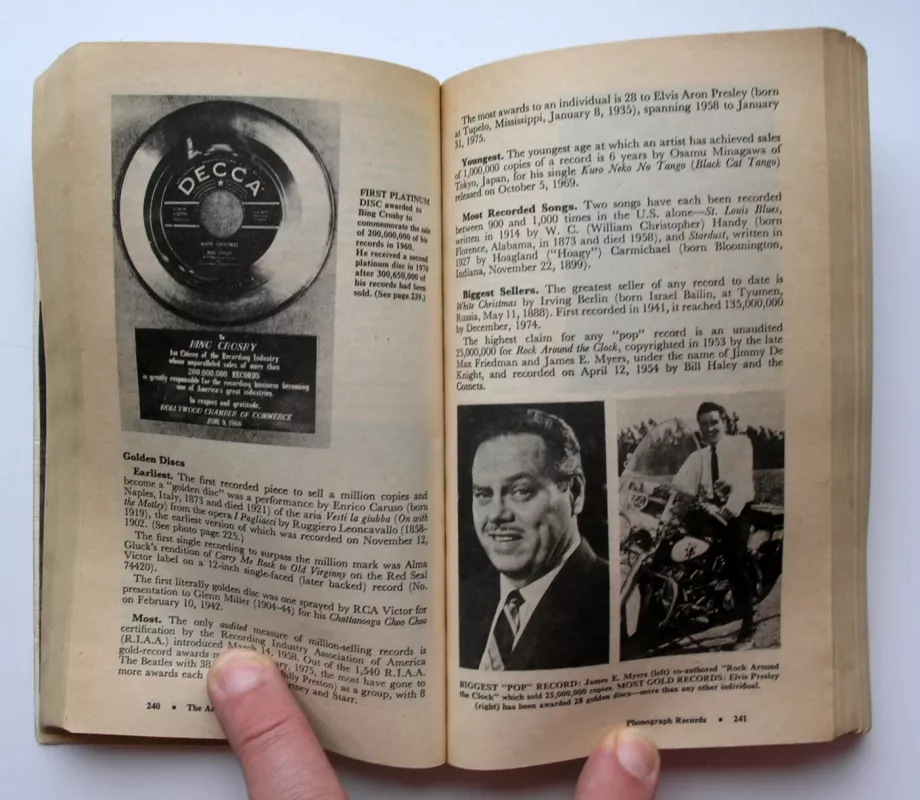 DECCA
WHITE CHRISTMAS
BING CROSBY
To
BING CROSBY
1st Citizen of the Recording Industry
whose unparalleled sales of more than
200,000,000 RECORDS
is greatly responsible for the recording business becoming
one of America's great industries.
In respect and gratitude,
HOLLYWOOD CHAMBER OF COMMERCE
JUNE 9, 1960
FIRST PLATINUM
DISC awarded to
Bing Crosby to
commemorate the sale
of 200,000,000 of his
records in 1960.
He received a second
platinum disc in 1970
after 300,650,000 of
his records had been
sold. (See page 239.)
Golden Discs
Earliest. The first recorded piece to sell a million copies and
become a "golden disc" was a performance by Enrico Caruso (born
Naples, Italy, 1873 and died 1921) of the aria Vesti la giubba (On with
the Motley) from the opera I Pagliacci by Ruggiero Leoncavallo (1858-
1919), the earliest version of which was recorded on November 12,
1902. (See photo page 225.)
The first single recording to surpass the million mark was Alma
Gluck's rendition of Carry Me Back to Old Virginny on the Red Seal
Victor label on a 12-inch single-faced (later backed) record (No.
74420).
The first literally golden disc was one sprayed by RCA Victor for
presentation to Glenn Miller (1904-44) for his Chattanooga Choo Choo
on February 10, 1942.
Most. The only audited measure of million-selling records is
certification by the Recording Industry Association of America
(R.I.A.A.) introduced March 14, 1958. Out of the 1,540 R.I.A.A.
gold-record awards 1975, the most have gone to
The Beatles with 38 Billy Preston) as a group, with 8
more awards each and Starr.
240 ▪ The
The most awards to an individual is 28 to Elvis Aron Presley (born
at Tupelo, Mississippi, January 8, 1935), spanning 1958 to January
31, 1975.
Youngest. The youngest age at which an artist has achieved sales
of 1,000,000 copies of a record is 6 years by Osamu Minagawa of
Tokyo, Japan, for his single Kuro Neko No Tango (Black Cat Tango)
released on October 5, 1969.
Most Recorded Songs. Two songs have each been recorded
between 900 and 1,000 times in the U.S. alone—St. Louis Blues,
written in 1914 by W. C. (William Christopher) Handy (born
Florence, Alabama, in 1873 and died 1958), and Stardust, written in
1927 by Hoagland ("Hoagy") Carmichael (born Bloomington,
Indiana, November 22, 1899).
Biggest Sellers. The greatest seller of any record to date is
White Christmas by Irving Berlin (born Israel Bailin, at Tyumen,
Russia, May 11, 1888). First recorded in 1941, it reached 135,000,000
by December, 1974.
The highest claim for any "pop" record is an unaudited
25,000,000 for Rock Around the Clock, copyrighted in 1953 by the late
Max Friedman and James E. Myers, under the name of Jimmy De
Knight, and recorded on April 12, 1954 by Bill Haley and the
Comets.
BIGGEST "POP" RECORD: James E. Myers (left) co-authored "Rock Around
the Clock" which sold 25,000,000 copies. MOST GOLD RECORDS: Elvis Presley
(right) has been awarded 28 golden discs—more than any other individual.
Phonograph Records ▪ 241